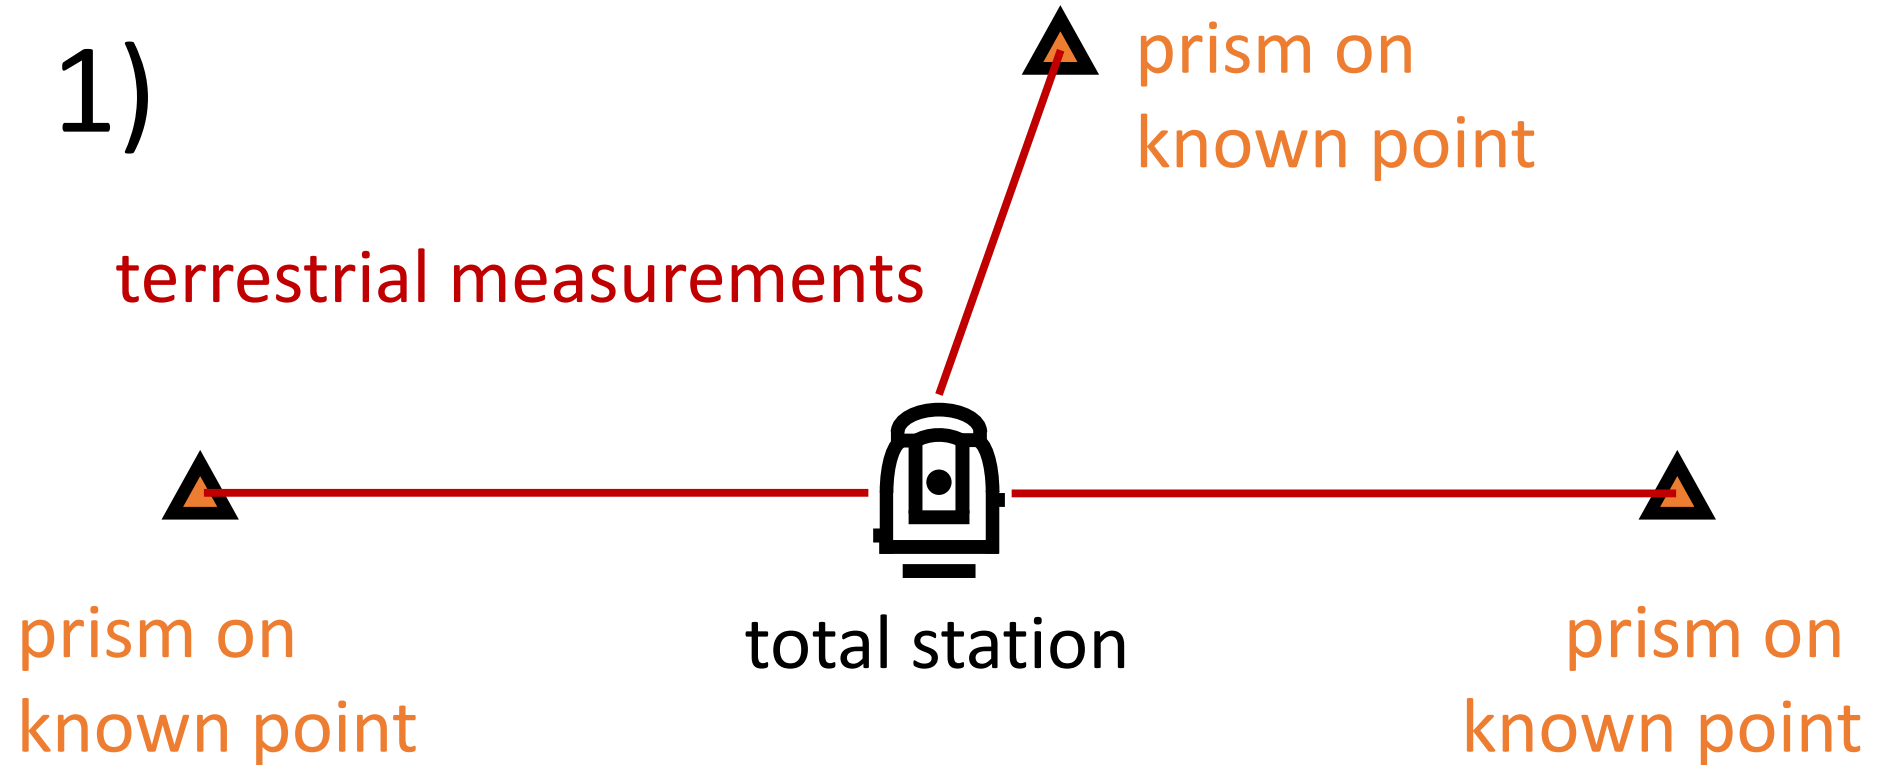 1)
prism on
known point
terrestrial measurements
prism on
known point
total station
prism on
known point